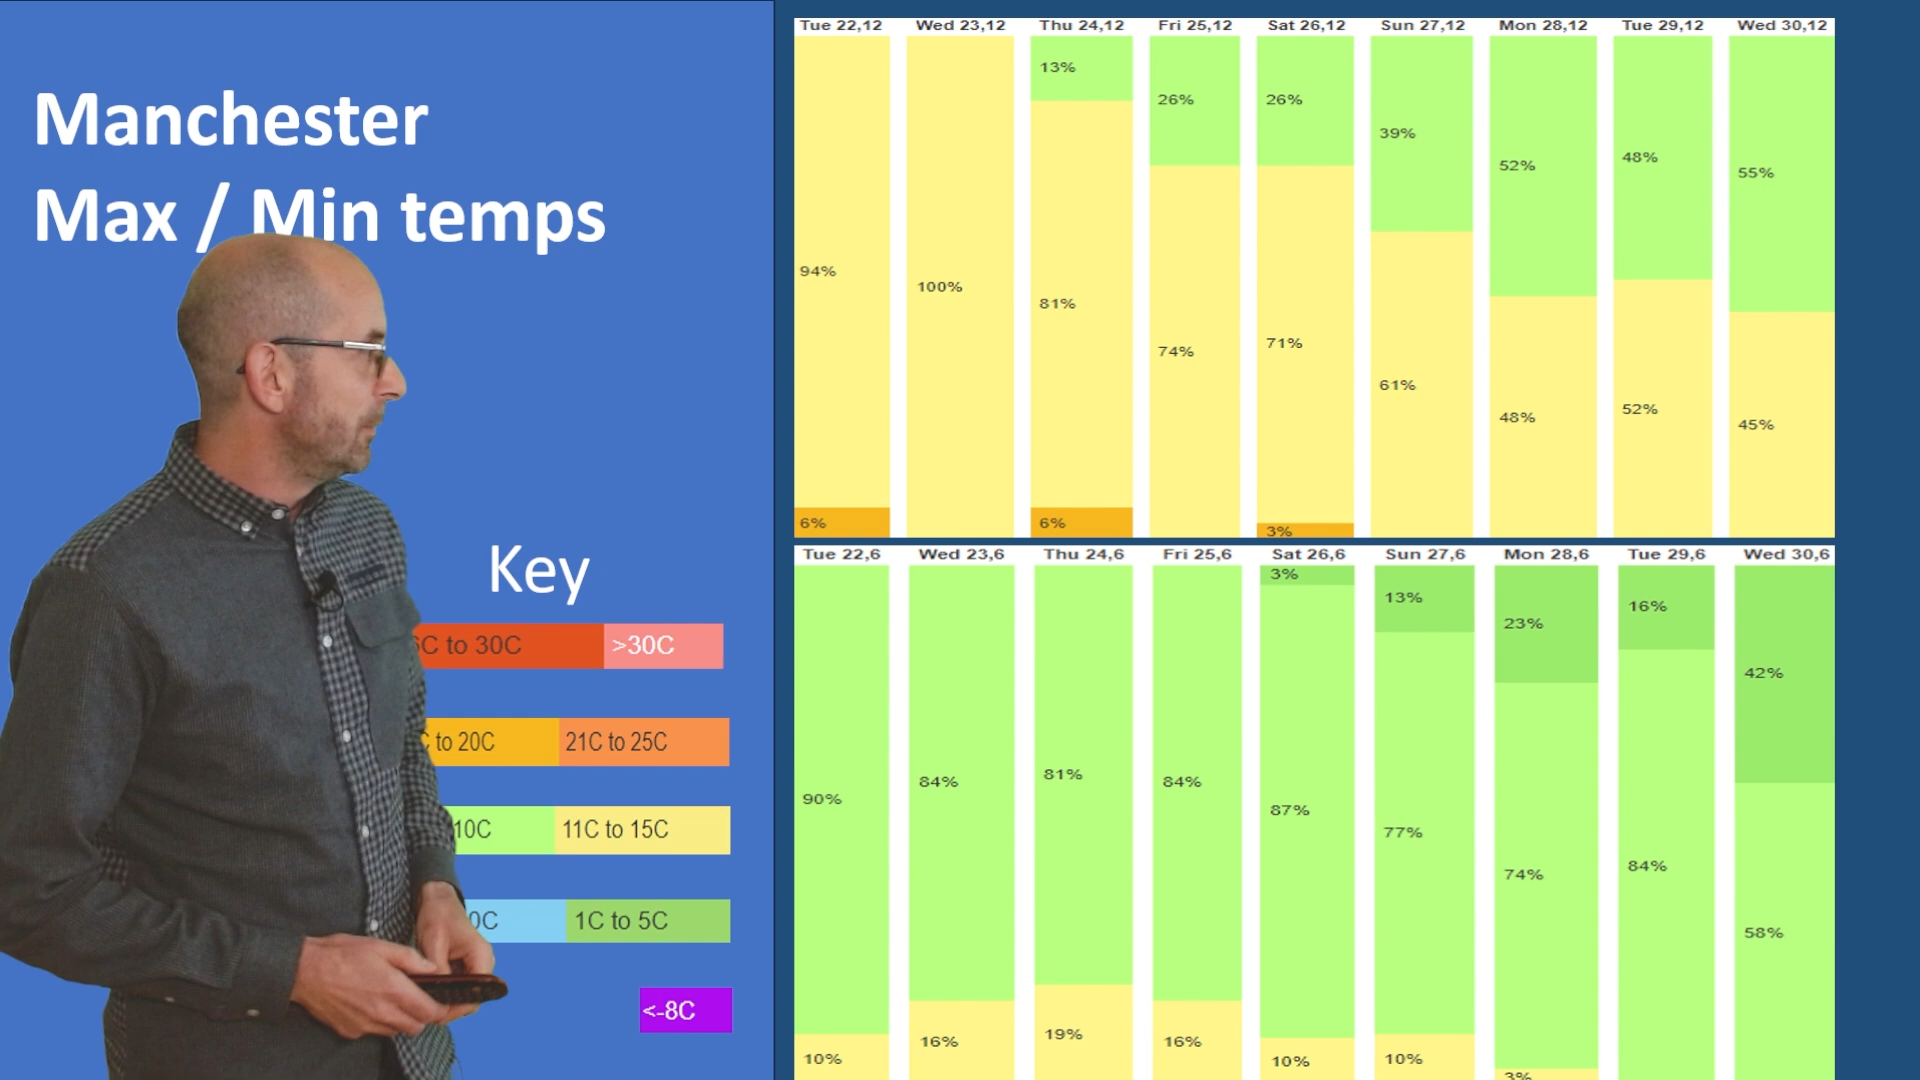 Manchester
Max / Min temps
Key
C to 30C >30C
to 20C 21C to 25C
10C 11C to 15C
0C 1C to 5C
<-8C
Tue 22,12 Wed 23,12 Thu 24,12 Fri 25,12 Sat 26,12 Sun 27,12 Mon 28,12 Tue 29,12 Wed 30,12
13% 26% 26% 39% 52% 48% 55%
94% 100% 81% 74% 71% 61% 48% 52% 45%
6% 6% 3%
Tue 22,6 Wed 23,6 Thu 24,6 Fri 25,6 Sat 26,6 Sun 27,6 Mon 28,6 Tue 29,6 Wed 30,6
3% 13% 23% 16% 42%
90% 84% 81% 84% 87% 77% 74% 84% 58%
10% 16% 19% 16% 10% 10% 3%